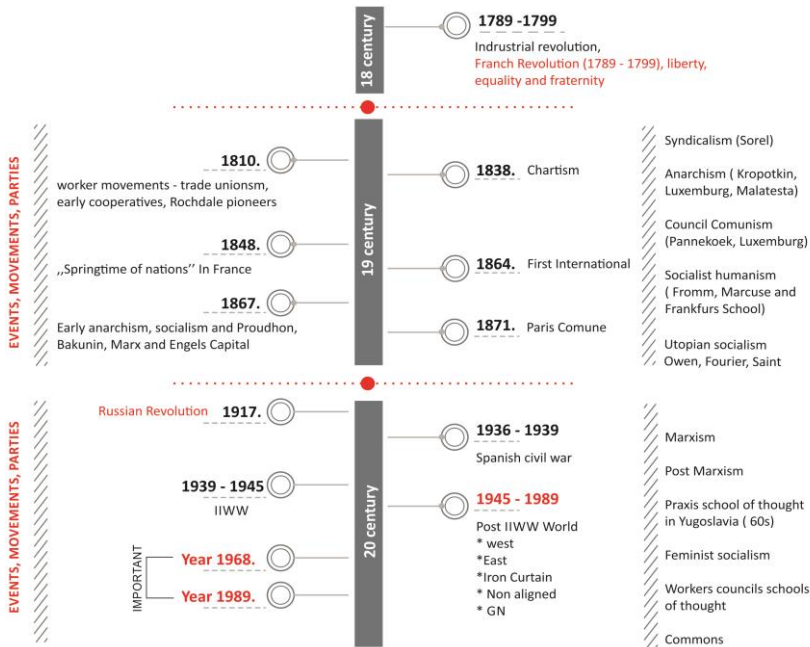 18 century
1789 -1799
Indrustrial revolution,
Franch Revolution (1789 - 1799), liberty,
equality and fraternity
EVENTS, MOVEMENTS, PARTIES
19 century
1810.
worker movements - trade unionsm,
early cooperatives, Rochdale pioneers
1838. Chartism
1848.
,,Springtime of nations'' In France
1864. First International
1867.
Early anarchism, socialism and Proudhon,
Bakunin, Marx and Engels Capital
1871. Paris Comune
Syndicalism (Sorel)
Anarchism ( Kropotkin,
Luxemburg, Malatesta)
Council Comunism
(Pannekoek, Luxemburg)
Socialist humanism
( Fromm, Marcuse and
Frankfurs School)
Utopian socialism
Owen, Fourier, Saint
EVENTS, MOVEMENTS, PARTIES
20 century
Russian Revolution 1917.
1936 - 1939
Spanish civil war
1939 - 1945
IIWW
1945 - 1989
Post IIWW World
* west
*East
*Iron Curtain
* Non aligned
* GN
IMPORTANT
Year 1968.
Year 1989.
Marxism
Post Marxism
Praxis school of thought
in Yugoslavia ( 60s)
Feminist socialism
Workers councils schools
of thought
Commons